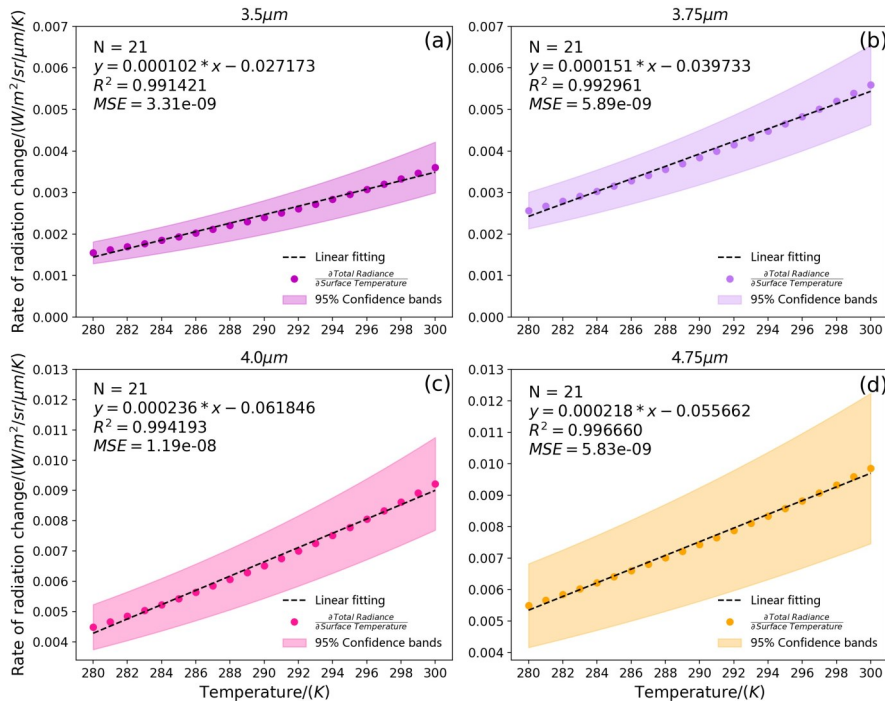 3.5μm
(a)
N = 21
y = 0.000102 * x − 0.027173
R² = 0.991421
MSE = 3.31e-09
Rate of radiation change/(W/m²/sr/μm/K)
0.007
0.006
0.005
0.004
0.003
0.002
0.001
0.000
Linear fitting
∂Total Radiance
∂Surface Temperature
95% Confidence bands
280 282 284 286 288 290 292 294 296 298 300
3.75μm
(b)
N = 21
y = 0.000151 * x − 0.039733
R² = 0.992961
MSE = 5.89e-09
0.007
0.006
0.005
0.004
0.003
0.002
0.001
0.000
Linear fitting
∂Total Radiance
∂Surface Temperature
95% Confidence bands
280 282 284 286 288 290 292 294 296 298 300
4.0μm
(c)
N = 21
y = 0.000236 * x − 0.061846
R² = 0.994193
MSE = 1.19e-08
Rate of radiation change/(W/m²/sr/μm/K)
0.013
0.012
0.011
0.010
0.009
0.008
0.007
0.006
0.005
0.004
Linear fitting
∂Total Radiance
∂Surface Temperature
95% Confidence bands
280 282 284 286 288 290 292 294 296 298 300
Temperature/(K)
4.75μm
(d)
N = 21
y = 0.000218 * x − 0.055662
R² = 0.996660
MSE = 5.83e-09
0.013
0.012
0.011
0.010
0.009
0.008
0.007
0.006
0.005
0.004
Linear fitting
∂Total Radiance
∂Surface Temperature
95% Confidence bands
280 282 284 286 288 290 292 294 296 298 300
Temperature/(K)